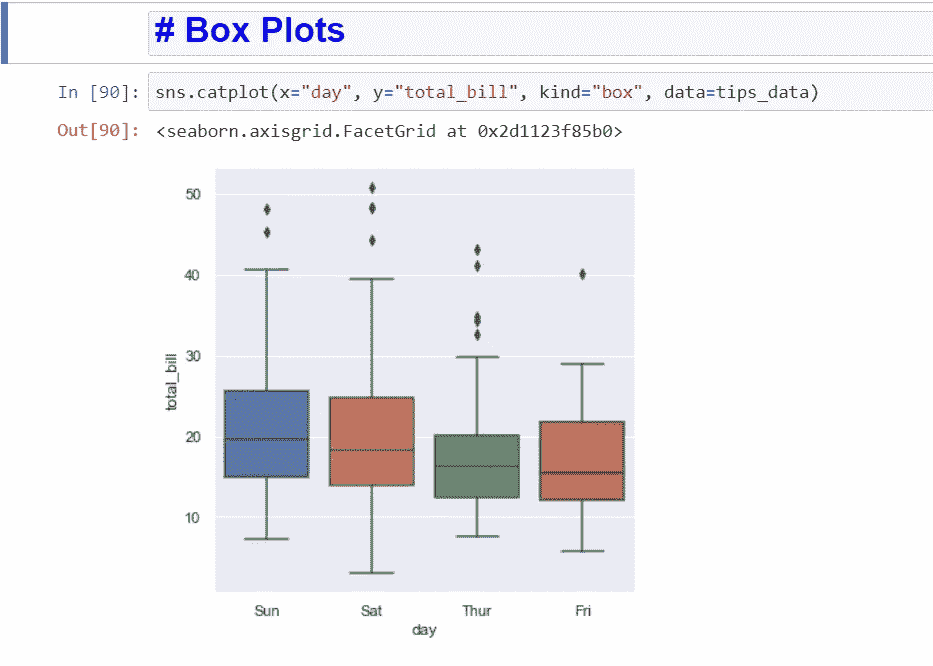 # Box Plots
In [90]: sns.catplot(x="day", y="total_bill", kind="box", data=tips_data)
Out[90]: <seaborn.axisgrid.FacetGrid at 0x2d1123f85b0>
50
40
30
20
10
total_bill
Sun Sat Thur Fri
day